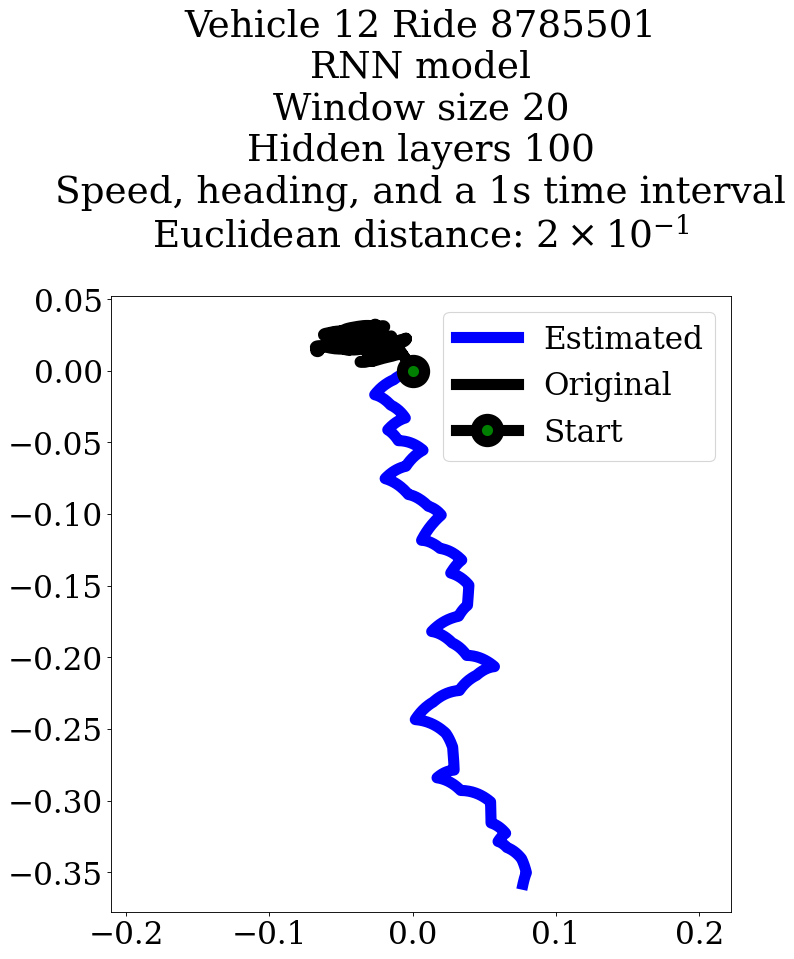 Vehicle 12 Ride 8785501
RNN model
Window size 20
Hidden layers 100
Speed, heading, and a 1s time interval
Euclidean distance: 2 × 10⁻¹
Estimated
Original
Start
0.05
0.00
−0.05
−0.10
−0.15
−0.20
−0.25
−0.30
−0.35
−0.2 −0.1 0.0 0.1 0.2